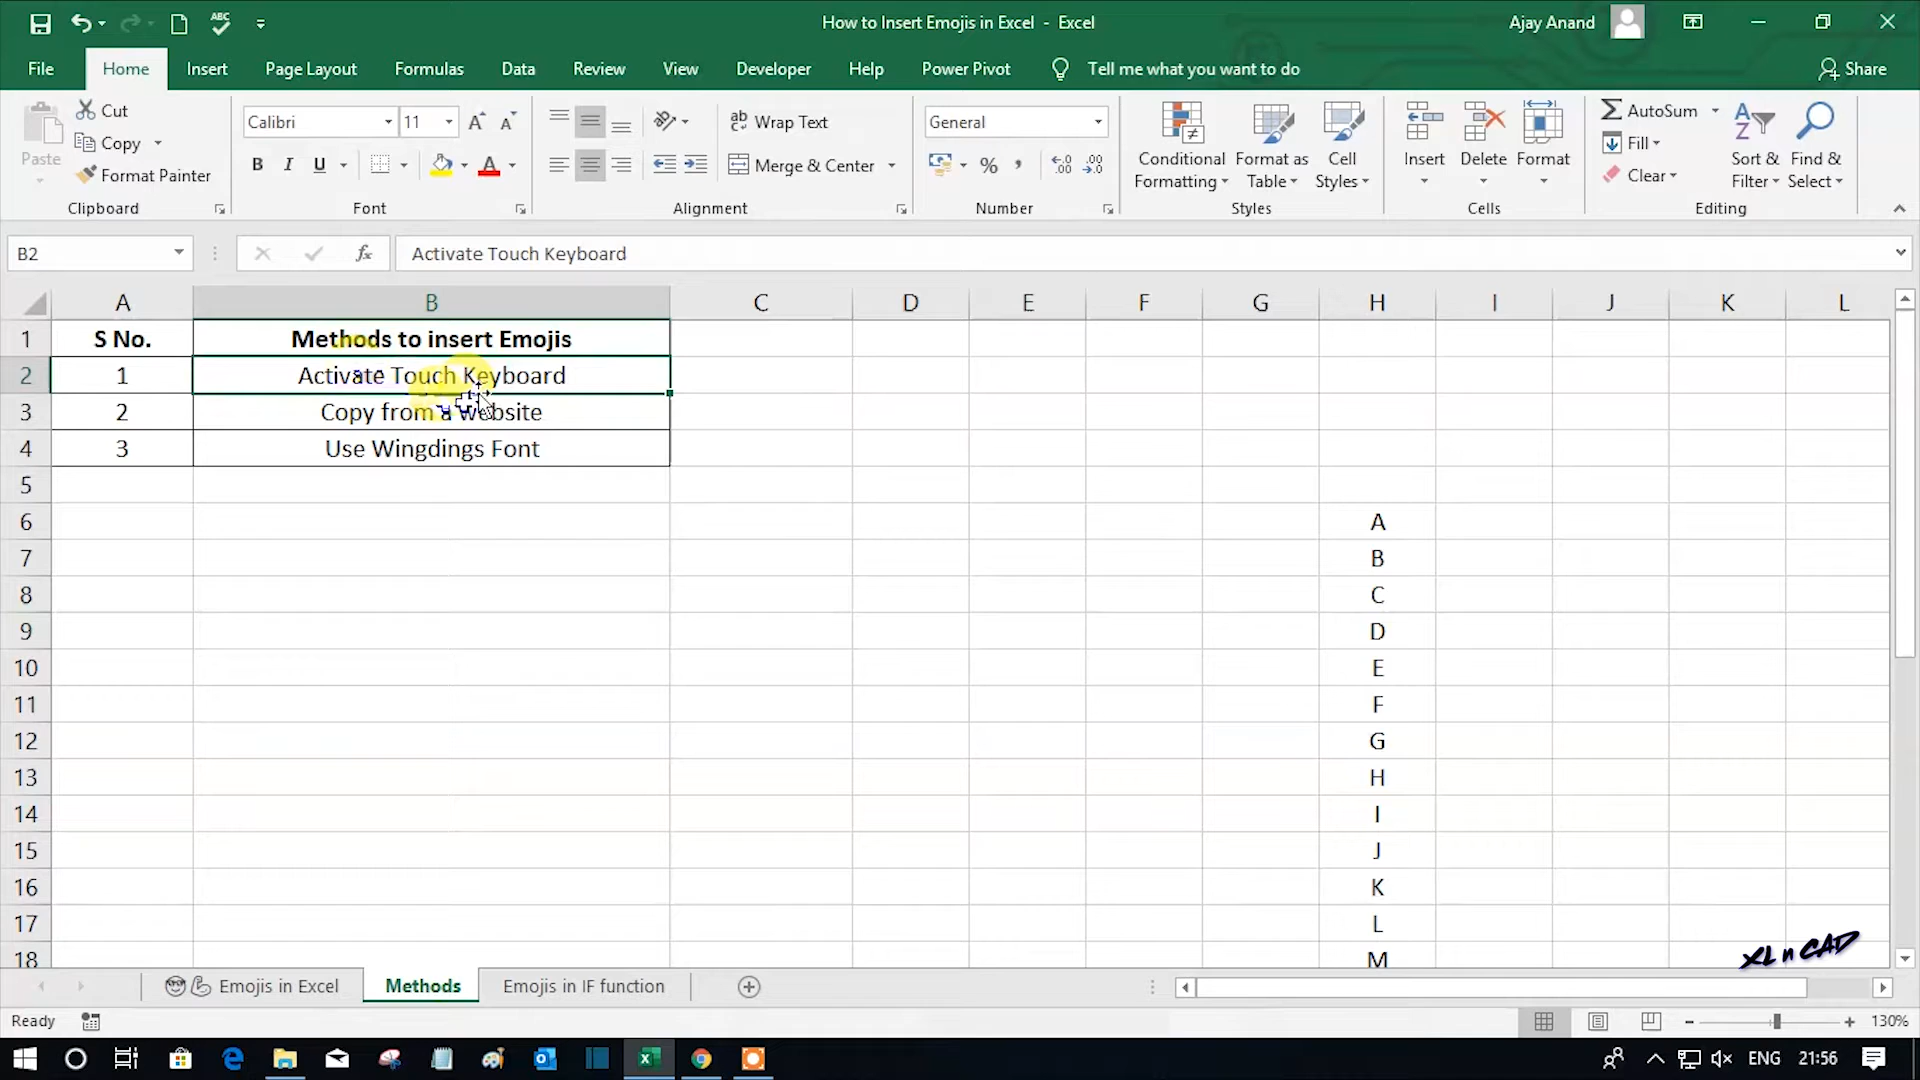 How to Insert Emojis in Excel - Excel
Ajay Anand
File Home Insert Page Layout Formulas Data Review View Developer Help Power Pivot Tell me what you want to do Share
Paste
Cut
Copy
Format Painter
Clipboard
Calibri 11
B I U A
Font
Wrap Text
Merge & Center
Alignment
General
%
Number
Conditional Formatting
Format as Table
Cell Styles
Styles
Insert
Delete
Format
Cells
AutoSum
Fill
Clear
Sort & Filter
Find & Select
Editing
B2 fx Activate Touch Keyboard
A B C D E F G H I J K L
1 S No. Methods to insert Emojis
2 1 Activate Touch Keyboard
3 2 Copy from a website
4 3 Use Wingdings Font
5
6 A
7 B
8 C
9 D
10 E
11 F
12 G
13 H
14 I
15 J
16 K
17 L
18 M
XL n CAD
Emojis in Excel Methods Emojis in IF function
Ready 130%
ENG 21:56